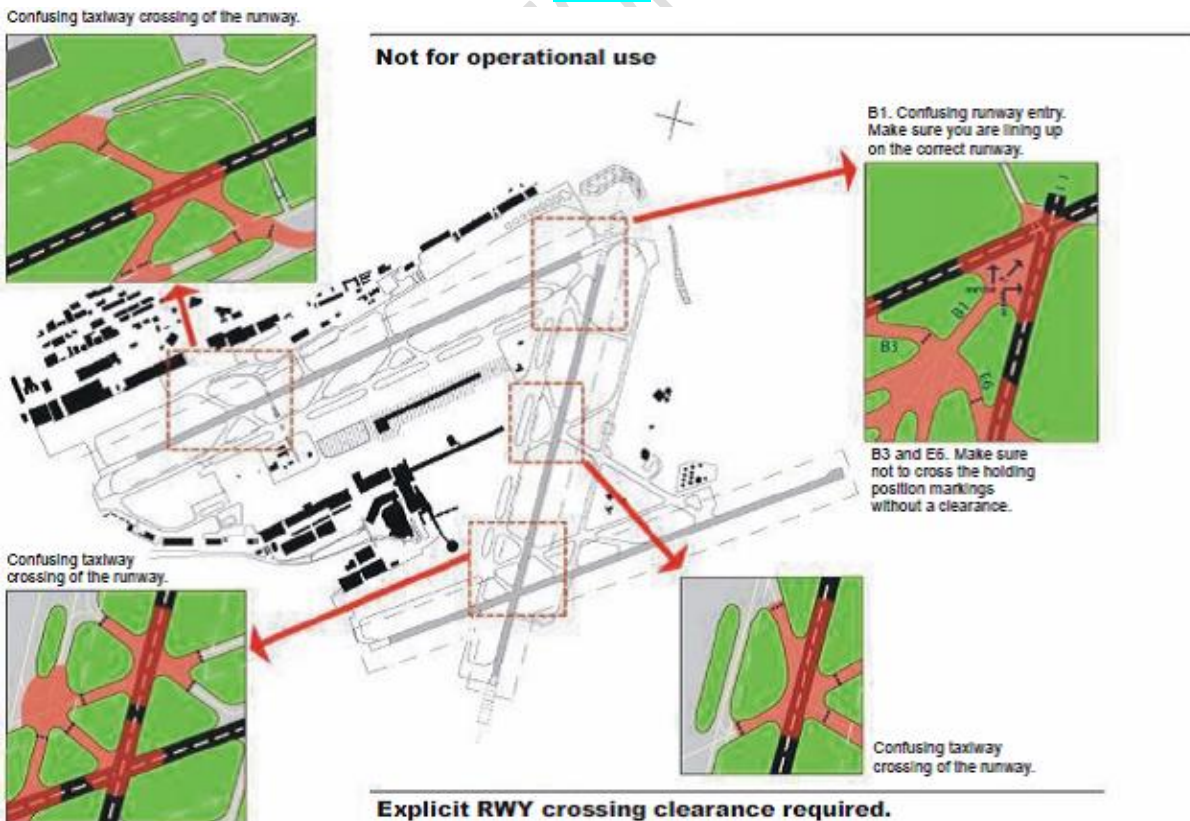 Confusing taxiway crossing of the runway.
Not for operational use
B1. Confusing runway entry.
Make sure you are lining up
on the correct runway.
B1
B3
E6
B3 and E6. Make sure
not to cross the holding
position markings
without a clearance.
Confusing taxiway
crossing of the runway.
Confusing taxiway
crossing of the runway.
Explicit RWY crossing clearance required.